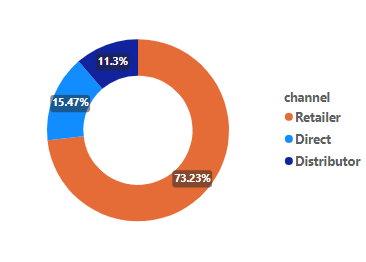 11.3%
15.47%
73.23%
channel
Retailer
Direct
Distributor